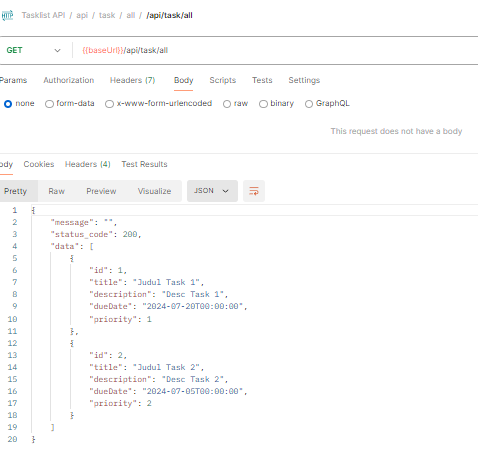 HTTP Tasklist API / api / task / all / /api/task/all
GET {{baseUrl}}/api/task/all
Params Authorization Headers (7) Body Scripts Tests Settings
none form-data x-www-form-urlencoded raw binary GraphQL
This request does not have a body
ody Cookies Headers (4) Test Results
Pretty Raw Preview Visualize JSON
1 {
2 "message": "",
3 "status_code": 200,
4 "data": [
5 {
6 "id": 1,
7 "title": "Judul Task 1",
8 "description": "Desc Task 1",
9 "dueDate": "2024-07-20T00:00:00",
10 "priority": 1
11 },
12 {
13 "id": 2,
14 "title": "Judul Task 2",
15 "description": "Desc Task 2",
16 "dueDate": "2024-07-05T00:00:00",
17 "priority": 2
18 }
19 ]
20 }